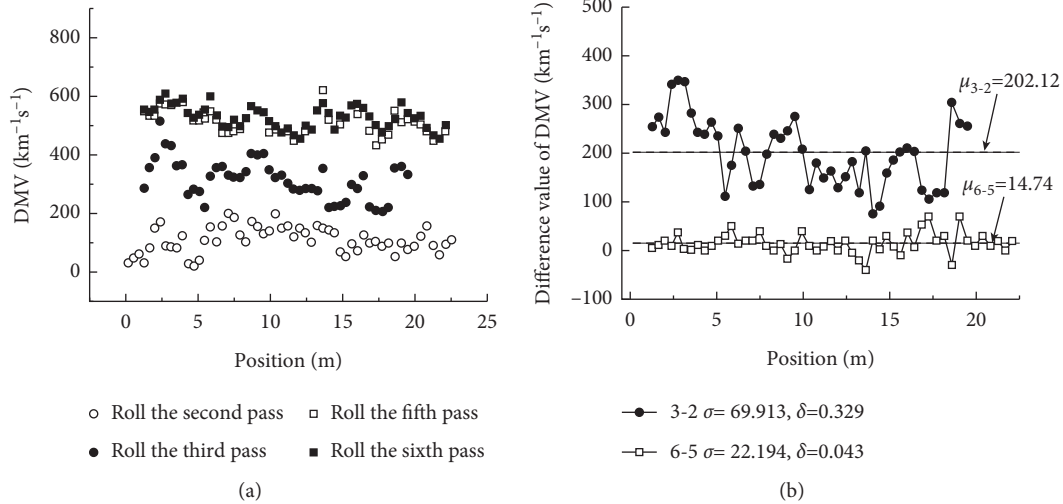 800
600
400
200
0
DMV (km⁻¹s⁻¹)
0 5 10 15 20 25
Position (m)
Roll the second pass
Roll the fifth pass
Roll the third pass
Roll the sixth pass
(a)
500
400
300
200
100
0
−100
Difference value of DMV (km⁻¹s⁻¹)
μ3-2=202.12
μ6-5=14.74
0 5 10 15 20
Position (m)
3-2 σ= 69.913, δ=0.329
6-5 σ= 22.194, δ=0.043
(b)